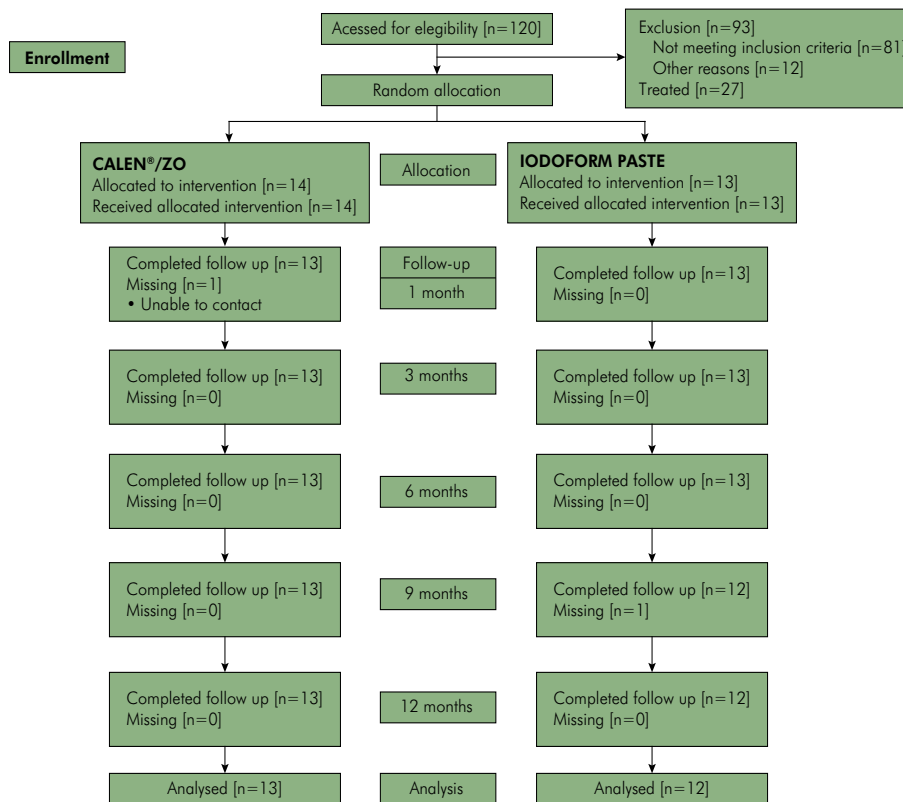 Enrollment
Acessed for elegibility [n=120]
Exclusion [n=93]
Not meeting inclusion criteria [n=81]
Other reasons [n=12]
Treated [n=27]
Random allocation
CALEN®/ZO
Allocated to intervention [n=14]
Received allocated intervention [n=14]
Allocation
IODOFORM PASTE
Allocated to intervention [n=13]
Received allocated intervention [n=13]
Completed follow up [n=13]
Missing [n=1]
• Unable to contact
Follow-up
1 month
Completed follow up [n=13]
Missing [n=0]
Completed follow up [n=13]
Missing [n=0]
3 months
Completed follow up [n=13]
Missing [n=0]
Completed follow up [n=13]
Missing [n=0]
6 months
Completed follow up [n=13]
Missing [n=0]
Completed follow up [n=13]
Missing [n=0]
9 months
Completed follow up [n=12]
Missing [n=1]
Completed follow up [n=13]
Missing [n=0]
12 months
Completed follow up [n=12]
Missing [n=0]
Analysed [n=13]
Analysis
Analysed [n=12]